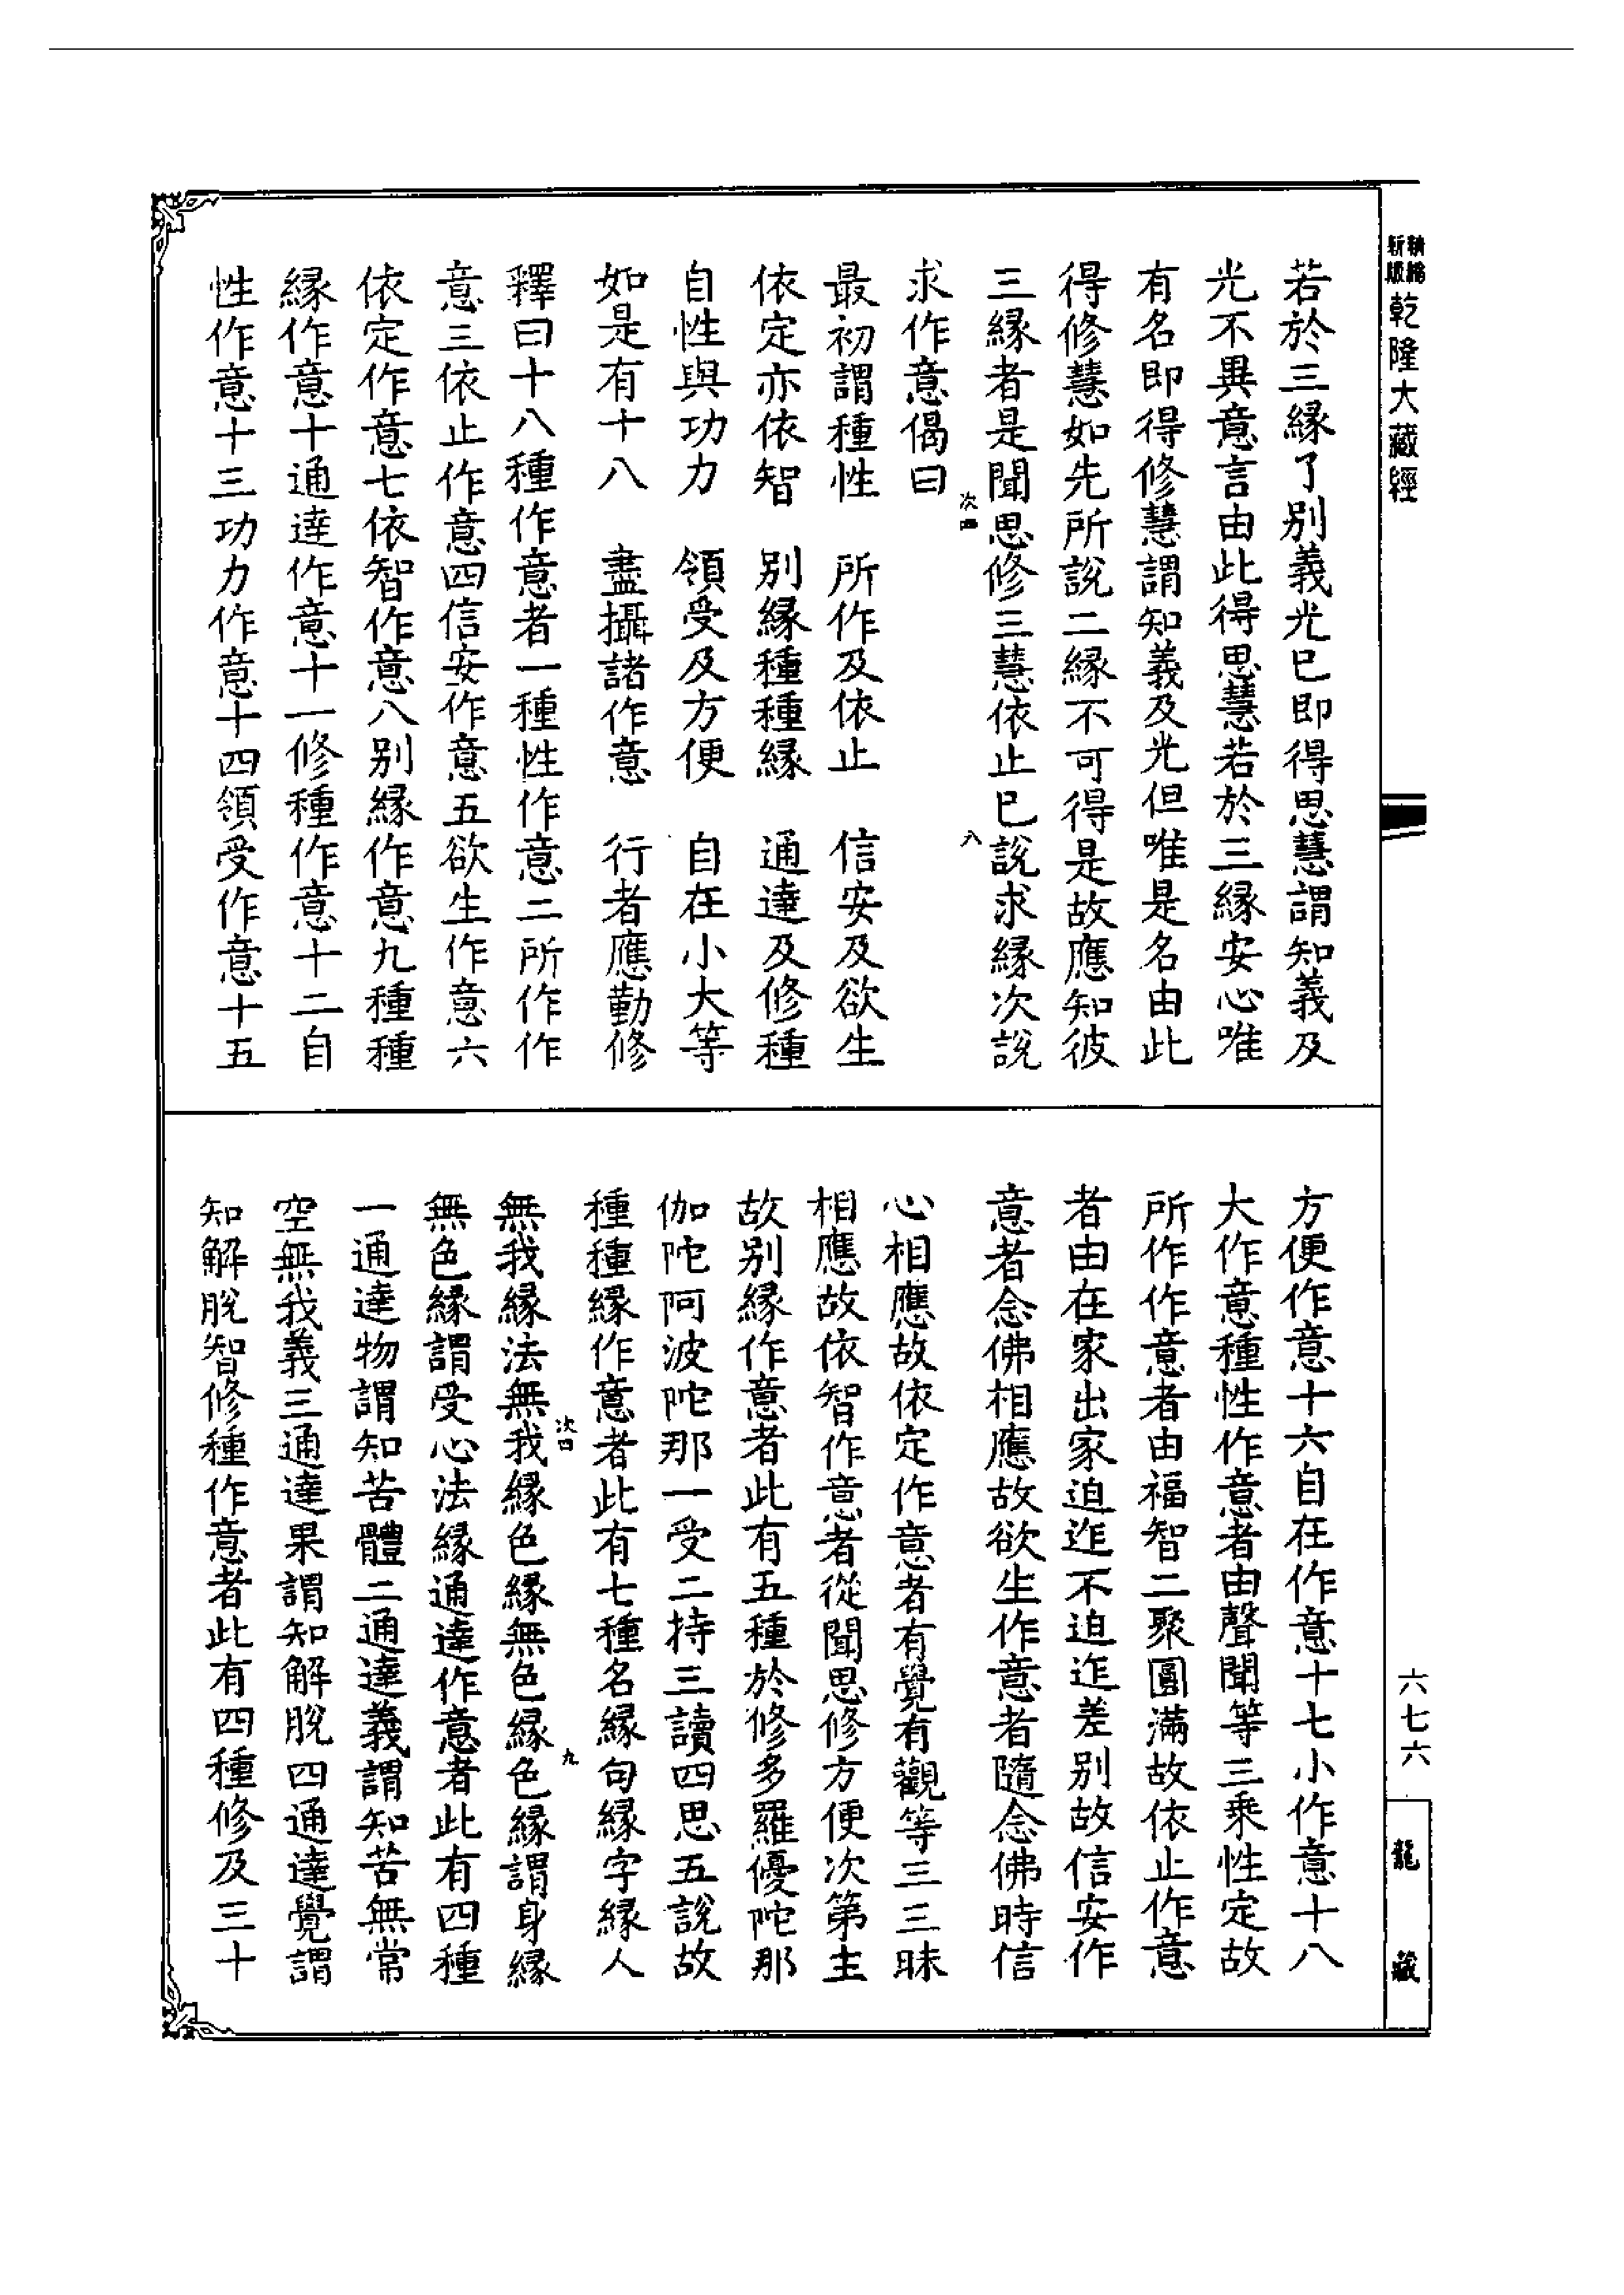 新版
精縮
乾隆大藏經
若於三緣了別義光已即得思慧謂知義及
光不異意言由此得思慧若於三緣安心唯
有名即得修慧謂知義及光但唯是名由此
得修慧如先所說二緣不可得是故應知彼
三緣者是聞思修三慧依止已說求緣次說
次四
八
求作意偈曰
最初謂種性　所作及依止　信安及欲生
依定亦依智　別緣種種緣　通達及修種
自性與功力　領受及方便　自在小大等
如是有十八　盡攝諸作意　行者應勤修
釋曰十八種作意者一種性作意二所作作
意三依止作意四信安作意五欲生作意六
依定作意七依智作意八別緣作意九種種
緣作意十通達作意十一修種作意十二自
性作意十三功力作意十四領受作意十五
方便作意十六自在作意十七小作意十八
大作意種性作意者由聲聞等三乘性定故
所作作意者由福智二聚圓滿故依止作意
者由在家出家迫迮不迫迮差別故信安作
意者念佛相應故欲生作意者隨念佛時信
心相應故依定作意者有覺有觀等三三昧
相應故依智作意者從聞思修方便次第主
故別緣作意者此有五種於修多羅優陀那
伽陀阿波陀那一受二持三讀四思五說故
種種緣作意者此有七種名緣句緣字緣人
次四
九
無我緣法無我緣色緣無色緣色緣謂身緣
無色緣謂受心法緣通達作意者此有四種
一通達物謂知苦體二通達義謂知苦無常
空無我義三通達果謂知解脫四通達覺謂
知解脫智修種作意者此有四種修及三十
六七六
龍藏